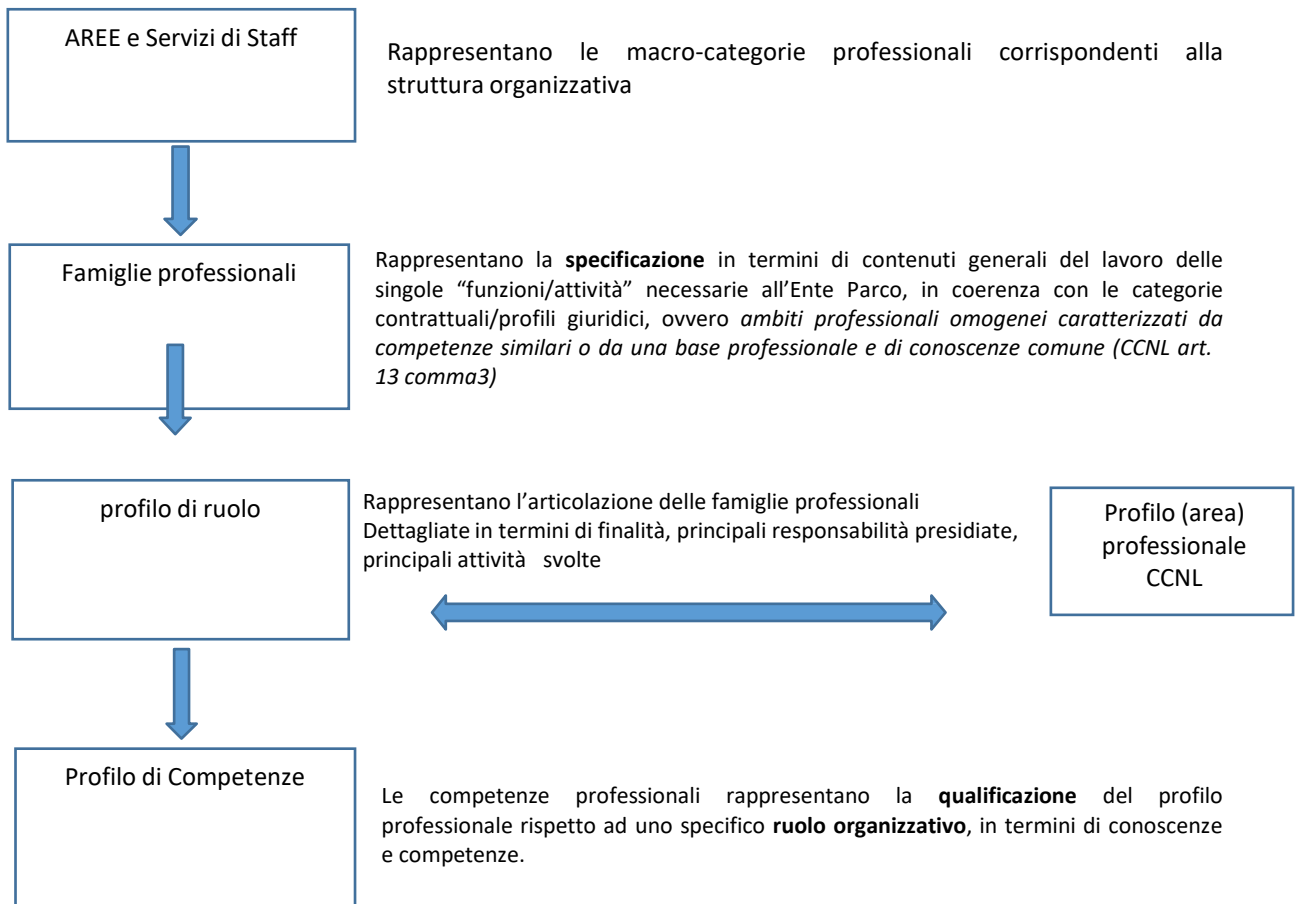 AREE e Servizi di Staff
Rappresentano le macro-categorie professionali corrispondenti alla
struttura organizzativa
Famiglie professionali
Rappresentano la specificazione in termini di contenuti generali del lavoro delle
singole “funzioni/attività” necessarie all’Ente Parco, in coerenza con le categorie
contrattuali/profili giuridici, ovvero ambiti professionali omogenei caratterizzati da
competenze similari o da una base professionale e di conoscenze comune (CCNL art.
13 comma3)
profilo di ruolo
Rappresentano l’articolazione delle famiglie professionali
Dettagliate in termini di finalità, principali responsabilità presidiate,
principali attività svolte
Profilo (area)
professionale
CCNL
Profilo di Competenze
Le competenze professionali rappresentano la qualificazione del profilo
professionale rispetto ad uno specifico ruolo organizzativo, in termini di conoscenze
e competenze.